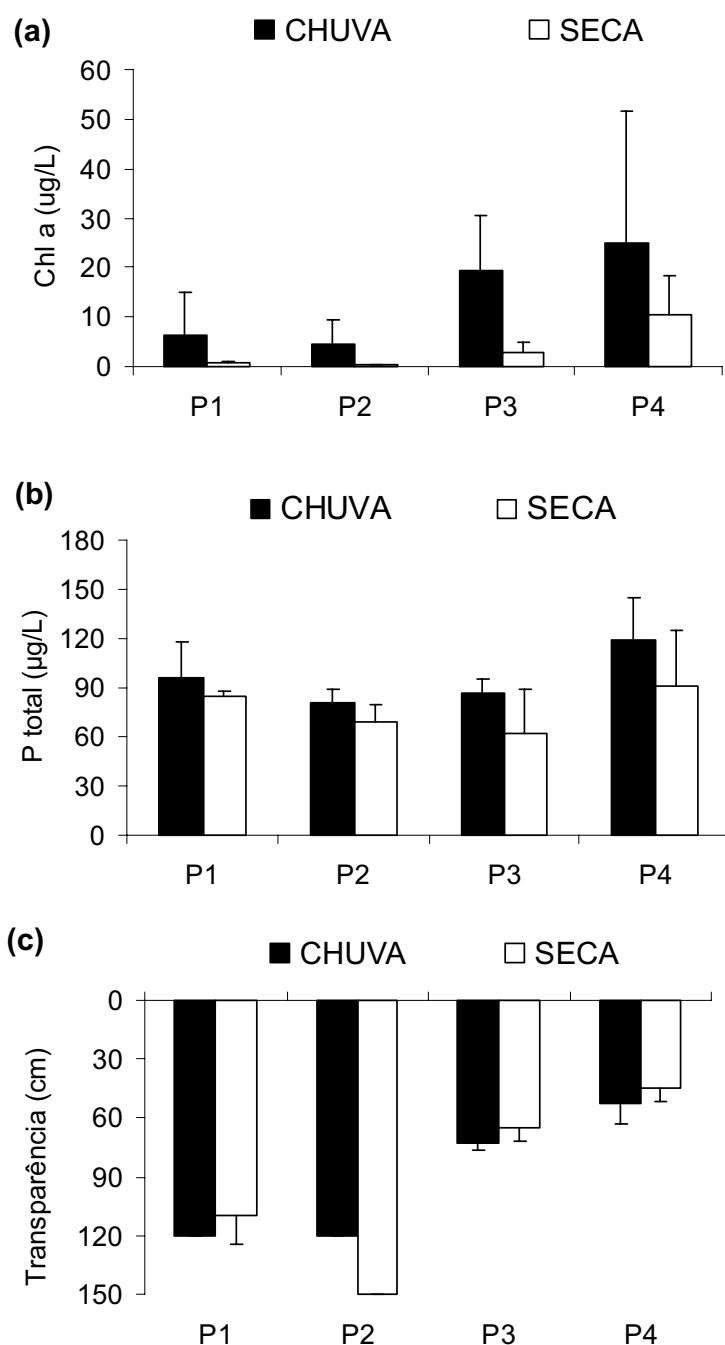 (a)
CHUVA SECA
60
50
40
30
20
10
0
Chl a (ug/L)
P1 P2 P3 P4
(b)
CHUVA SECA
180
150
120
90
60
30
0
P total (µg/L)
P1 P2 P3 P4
(c)
CHUVA SECA
0
30
60
90
120
150
Transparência (cm)
P1 P2 P3 P4